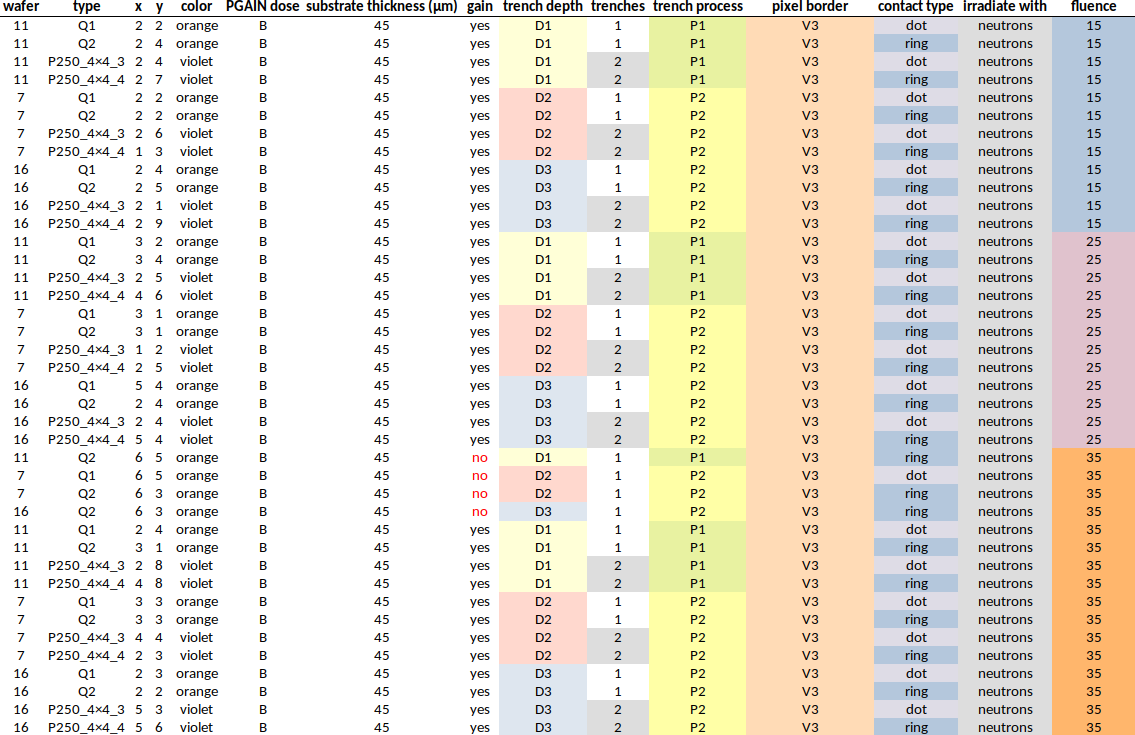 wafer type x y color PGAIN dose substrate thickness (µm) gain trench depth trenches trench process pixel border contact type irradiate with fluence
11 Q1 2 2 orange B 45 yes D1 1 P1 V3 dot neutrons 15
11 Q2 2 4 orange B 45 yes D1 1 P1 V3 ring neutrons 15
11 P250_4×4_3 2 4 violet B 45 yes D1 2 P1 V3 dot neutrons 15
11 P250_4×4_4 2 7 violet B 45 yes D1 2 P1 V3 ring neutrons 15
7 Q1 2 2 orange B 45 yes D2 1 P2 V3 dot neutrons 15
7 Q2 2 2 orange B 45 yes D2 1 P2 V3 ring neutrons 15
7 P250_4×4_3 2 6 violet B 45 yes D2 2 P2 V3 dot neutrons 15
7 P250_4×4_4 1 3 violet B 45 yes D2 2 P2 V3 ring neutrons 15
16 Q1 2 4 orange B 45 yes D3 1 P2 V3 dot neutrons 15
16 Q2 2 5 orange B 45 yes D3 1 P2 V3 ring neutrons 15
16 P250_4×4_3 2 1 violet B 45 yes D3 2 P2 V3 dot neutrons 15
16 P250_4×4_4 2 9 violet B 45 yes D3 2 P2 V3 ring neutrons 15
11 Q1 3 2 orange B 45 yes D1 1 P1 V3 dot neutrons 25
11 Q2 3 4 orange B 45 yes D1 1 P1 V3 ring neutrons 25
11 P250_4×4_3 2 5 violet B 45 yes D1 2 P1 V3 dot neutrons 25
11 P250_4×4_4 4 6 violet B 45 yes D1 2 P1 V3 ring neutrons 25
7 Q1 3 1 orange B 45 yes D2 1 P2 V3 dot neutrons 25
7 Q2 3 1 orange B 45 yes D2 1 P2 V3 ring neutrons 25
7 P250_4×4_3 1 2 violet B 45 yes D2 2 P2 V3 dot neutrons 25
7 P250_4×4_4 2 5 violet B 45 yes D2 2 P2 V3 ring neutrons 25
16 Q1 5 4 orange B 45 yes D3 1 P2 V3 dot neutrons 25
16 Q2 2 4 orange B 45 yes D3 1 P2 V3 ring neutrons 25
16 P250_4×4_3 2 4 violet B 45 yes D3 2 P2 V3 dot neutrons 25
16 P250_4×4_4 5 4 violet B 45 yes D3 2 P2 V3 ring neutrons 25
11 Q2 6 5 orange B 45 no D1 1 P1 V3 ring neutrons 35
7 Q1 6 5 orange B 45 no D2 1 P2 V3 dot neutrons 35
7 Q2 6 3 orange B 45 no D2 1 P2 V3 ring neutrons 35
16 Q2 6 3 orange B 45 no D3 1 P2 V3 ring neutrons 35
11 Q1 2 4 orange B 45 yes D1 1 P1 V3 dot neutrons 35
11 Q2 3 1 orange B 45 yes D1 1 P1 V3 ring neutrons 35
11 P250_4×4_3 2 8 violet B 45 yes D1 2 P1 V3 dot neutrons 35
11 P250_4×4_4 4 8 violet B 45 yes D1 2 P1 V3 ring neutrons 35
7 Q1 3 3 orange B 45 yes D2 1 P2 V3 dot neutrons 35
7 Q2 3 3 orange B 45 yes D2 1 P2 V3 ring neutrons 35
7 P250_4×4_3 4 4 violet B 45 yes D2 2 P2 V3 dot neutrons 35
7 P250_4×4_4 2 3 violet B 45 yes D2 2 P2 V3 ring neutrons 35
16 Q1 2 3 orange B 45 yes D3 1 P2 V3 dot neutrons 35
16 Q2 2 2 orange B 45 yes D3 1 P2 V3 ring neutrons 35
16 P250_4×4_3 5 3 violet B 45 yes D3 2 P2 V3 dot neutrons 35
16 P250_4×4_4 5 6 violet B 45 yes D3 2 P2 V3 ring neutrons 35